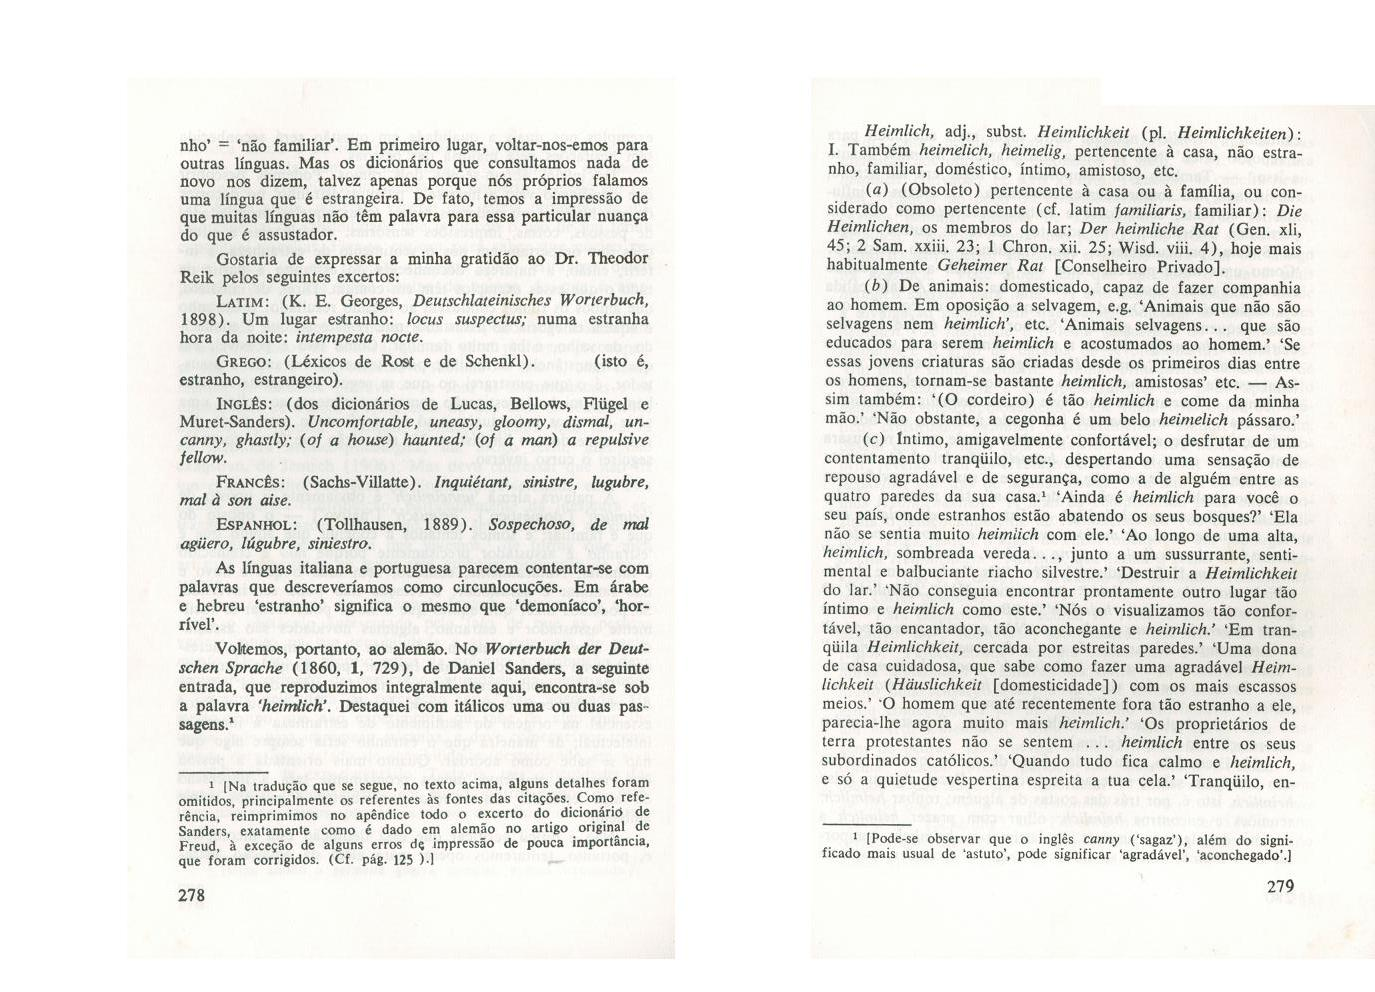 nho’ = ‘não familiar’. Em primeiro lugar, voltar-nos-emos para
outras línguas. Mas os dicionários que consultamos nada de
novo nos dizem, talvez apenas porque nós próprios falamos
uma língua que é estrangeira. De fato, temos a impressão de
que muitas línguas não têm palavra para essa particular nuança
do que é assustador.
Gostaria de expressar a minha gratidão ao Dr. Theodor
Reik pelos seguintes excertos:
LATIM: (K. E. Georges, Deutschlateinisches Worterbuch,
1898). Um lugar estranho: locus suspectus; numa estranha
hora da noite: intempesta nocte.
GREGO: (Léxicos de Rost e de Schenkl). (isto é,
estranho, estrangeiro).
INGLÊS: (dos dicionários de Lucas, Bellows, Flügel e
Muret-Sanders). Uncomfortable, uneasy, gloomy, dismal, un-
canny, ghastly; (of a house) haunted; (of a man) a repulsive
fellow.
FRANCÊS: (Sachs-Villatte). Inquiétant, sinistre, lugubre,
mal à son aise.
ESPANHOL: (Tollhausen, 1889). Sospechoso, de mal
agüero, lúgubre, siniestro.
As línguas italiana e portuguesa parecem contentar-se com
palavras que descreveríamos como circunlocuções. Em árabe
e hebreu ‘estranho’ significa o mesmo que ‘demoníaco’, ‘hor-
rível’.
Voltemos, portanto, ao alemão. No Worterbuch der Deut-
schen Sprache (1860, 1, 729), de Daniel Sanders, a seguinte
entrada, que reproduzimos integralmente aqui, encontra-se sob
a palavra ‘heimlich’. Destaquei com itálicos uma ou duas pas-
sagens.¹
¹ [Na tradução que se segue, no texto acima, alguns detalhes foram
omitidos, principalmente os referentes às fontes das citações. Como refe-
rência, reimprimimos no apêndice todo o excerto do dicionário de
Sanders, exatamente como é dado em alemão no artigo original de
Freud, à exceção de alguns erros de impressão de pouca importância,
que foram corrigidos. (Cf. pág. 125 ).]
278
Heimlich, adj., subst. Heimlichkeit (pl. Heimlichkeiten):
I. Também heimelich, heimelig, pertencente à casa, não estra-
nho, familiar, doméstico, íntimo, amistoso, etc.
(a) (Obsoleto) pertencente à casa ou à família, ou con-
siderado como pertencente (cf. latim familiaris, familiar): Die
Heimlichen, os membros do lar; Der heimliche Rat (Gen. xli,
45; 2 Sam. xxiii. 23; 1 Chron. xii. 25; Wisd. viii. 4), hoje mais
habitualmente Geheimer Rat [Conselheiro Privado].
(b) De animais: domesticado, capaz de fazer companhia
ao homem. Em oposição a selvagem, e.g. ‘Animais que não são
selvagens nem heimlich’, etc. ‘Animais selvagens... que são
educados para serem heimlich e acostumados ao homem.’ ‘Se
essas jovens criaturas são criadas desde os primeiros dias entre
os homens, tornam-se bastante heimlich, amistosas’ etc. — As-
sim também: ‘(O cordeiro) é tão heimlich e come da minha
mão.’ ‘Não obstante, a cegonha é um belo heimelich pássaro.’
(c) Íntimo, amigavelmente confortável; o desfrutar de um
contentamento tranqüilo, etc., despertando uma sensação de
repouso agradável e de segurança, como a de alguém entre as
quatro paredes da sua casa.¹ ‘Ainda é heimlich para você o
seu país, onde estranhos estão abatendo os seus bosques?’ ‘Ela
não se sentia muito heimiich com ele.’ ‘Ao longo de uma alta,
heimlich, sombreada vereda..., junto a um sussurrante, senti-
mental e balbuciante riacho silvestre.’ ‘Destruir a Heimlichkeit
do lar.’ ‘Não conseguia encontrar prontamente outro lugar tão
íntimo e heimlich como este.’ ‘Nós o visualizamos tão confor-
tável, tão encantador, tão aconchegante e heimlich.’ ‘Em tran-
qüila Heimlichkeit, cercada por estreitas paredes.’ ‘Uma dona
de casa cuidadosa, que sabe como fazer uma agradável Heim-
lichkeit (Häuslichkeit [domesticidade]) com os mais escassos
meios.’ ‘O homem que até recentemente fora tão estranho a ele,
parecia-lhe agora muito mais heimlich.’ ‘Os proprietários de
terra protestantes não se sentem ... heimlich entre os seus
subordinados católicos.’ ‘Quando tudo fica calmo e heimlich,
e só a quietude vespertina espreita a tua cela.’ ‘Tranqüilo, en-
¹ [Pode-se observar que o inglês canny (‘sagaz’), além do signi-
ficado mais usual de ‘astuto’, pode significar ‘agradável’, ‘aconchegado’.]
279